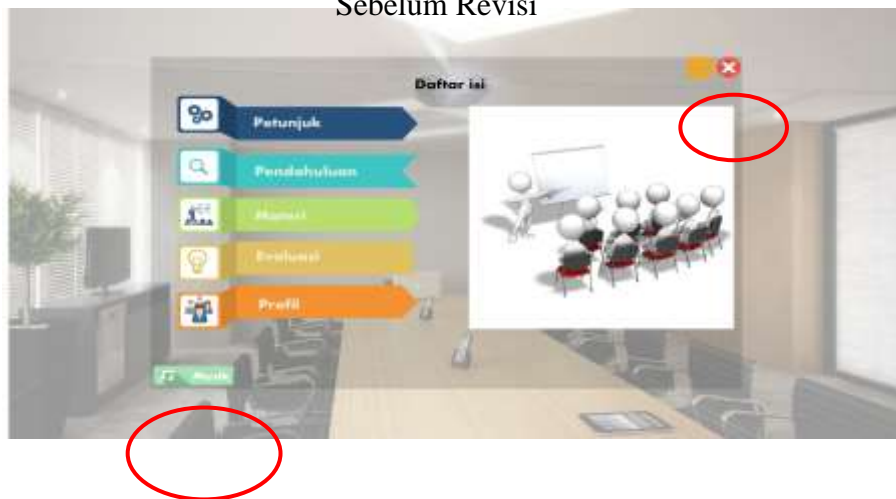 Sebelum Revisi
Daftar isi
Petunjuk
Pendahuluan
Materi
Evaluasi
Profil
Musik